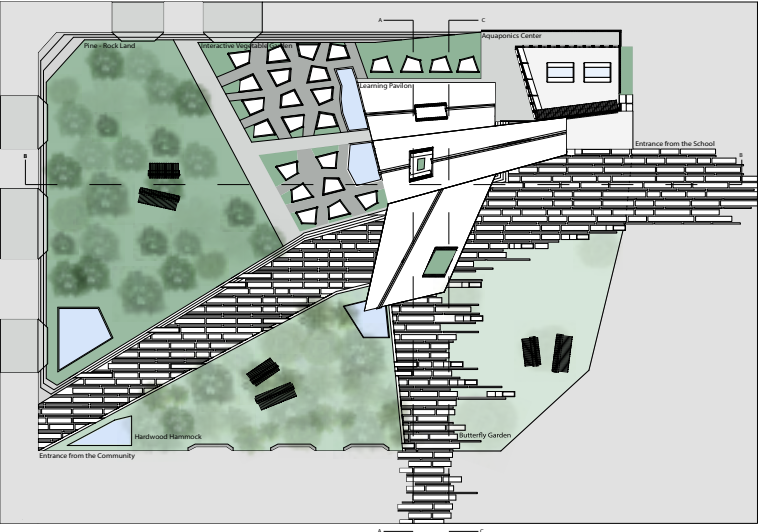 A C
Aquaponics Center
Pine - Rock Land Interactive Vegetable Garden
Learning Pavilon
Entrance from the School
B B
Hardwood Hammock
Butterfly Garden
Entrance from the Community
A C